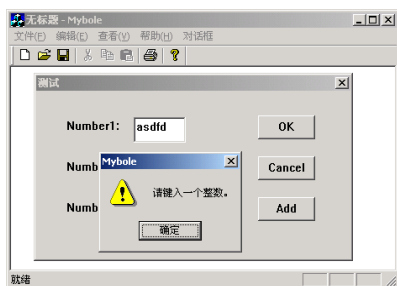 无标题 - Mybole
文件(F) 编辑(E) 查看(V) 帮助(H) 对话框
测试
Number1: asdfd OK
Mybole
Numb Cancel
请键入一个整数。
Numb Add
确定
就绪